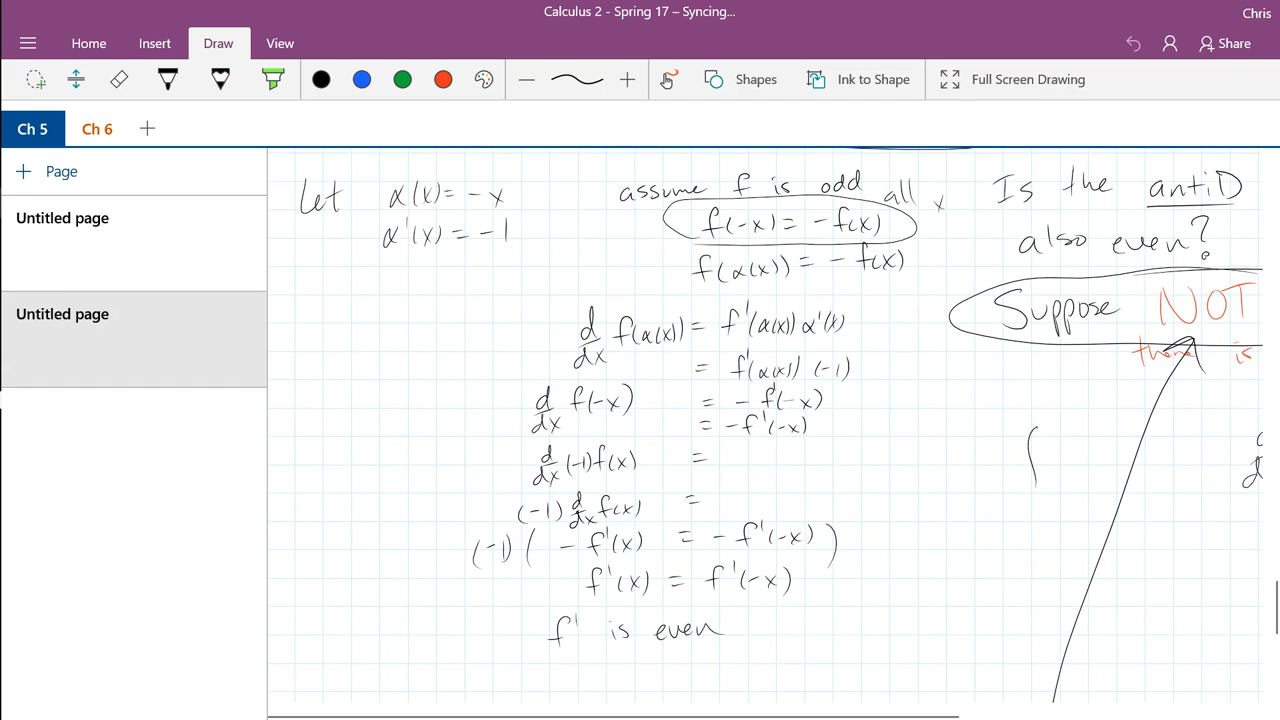 Calculus 2 - Spring 17 – Syncing...
Chris
Home Insert Draw View
Share
Shapes Ink to Shape Full Screen Drawing
Ch 5 Ch 6
Page
Untitled page
Untitled page
Let α(x) = -x
α'(x) = -1
assume f is odd
f(-x) = -f(x) all x
f(α(x)) = - f(x)
d/dx f(α(x)) = f'(α(x)) α'(x)
= f'(α(x)) (-1)
d/dx f(-x) = - f'(-x)
= - f'(-x)
d/dx (-1) f(x) =
(-1) d/dx f(x) =
(-1) ( - f'(x) = - f'(-x) )
f'(x) = f'(-x)
f' is even
Is the antiD
also even?
Suppose NOT
there is
(